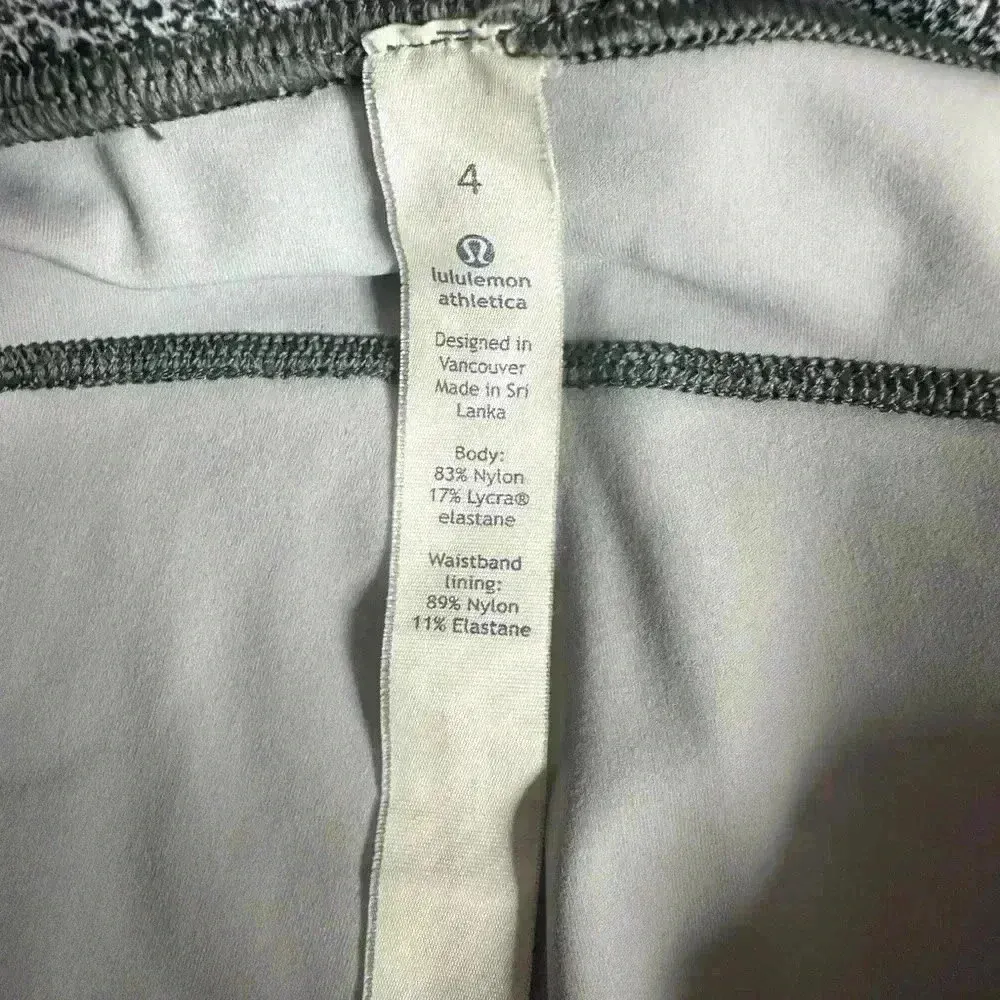 4
lululemon
athletica
Designed in
Vancouver
Made in Sri
Lanka
Body:
83% Nylon
17% Lycra®
elastane
Waistband
lining:
89% Nylon
11% Elastane